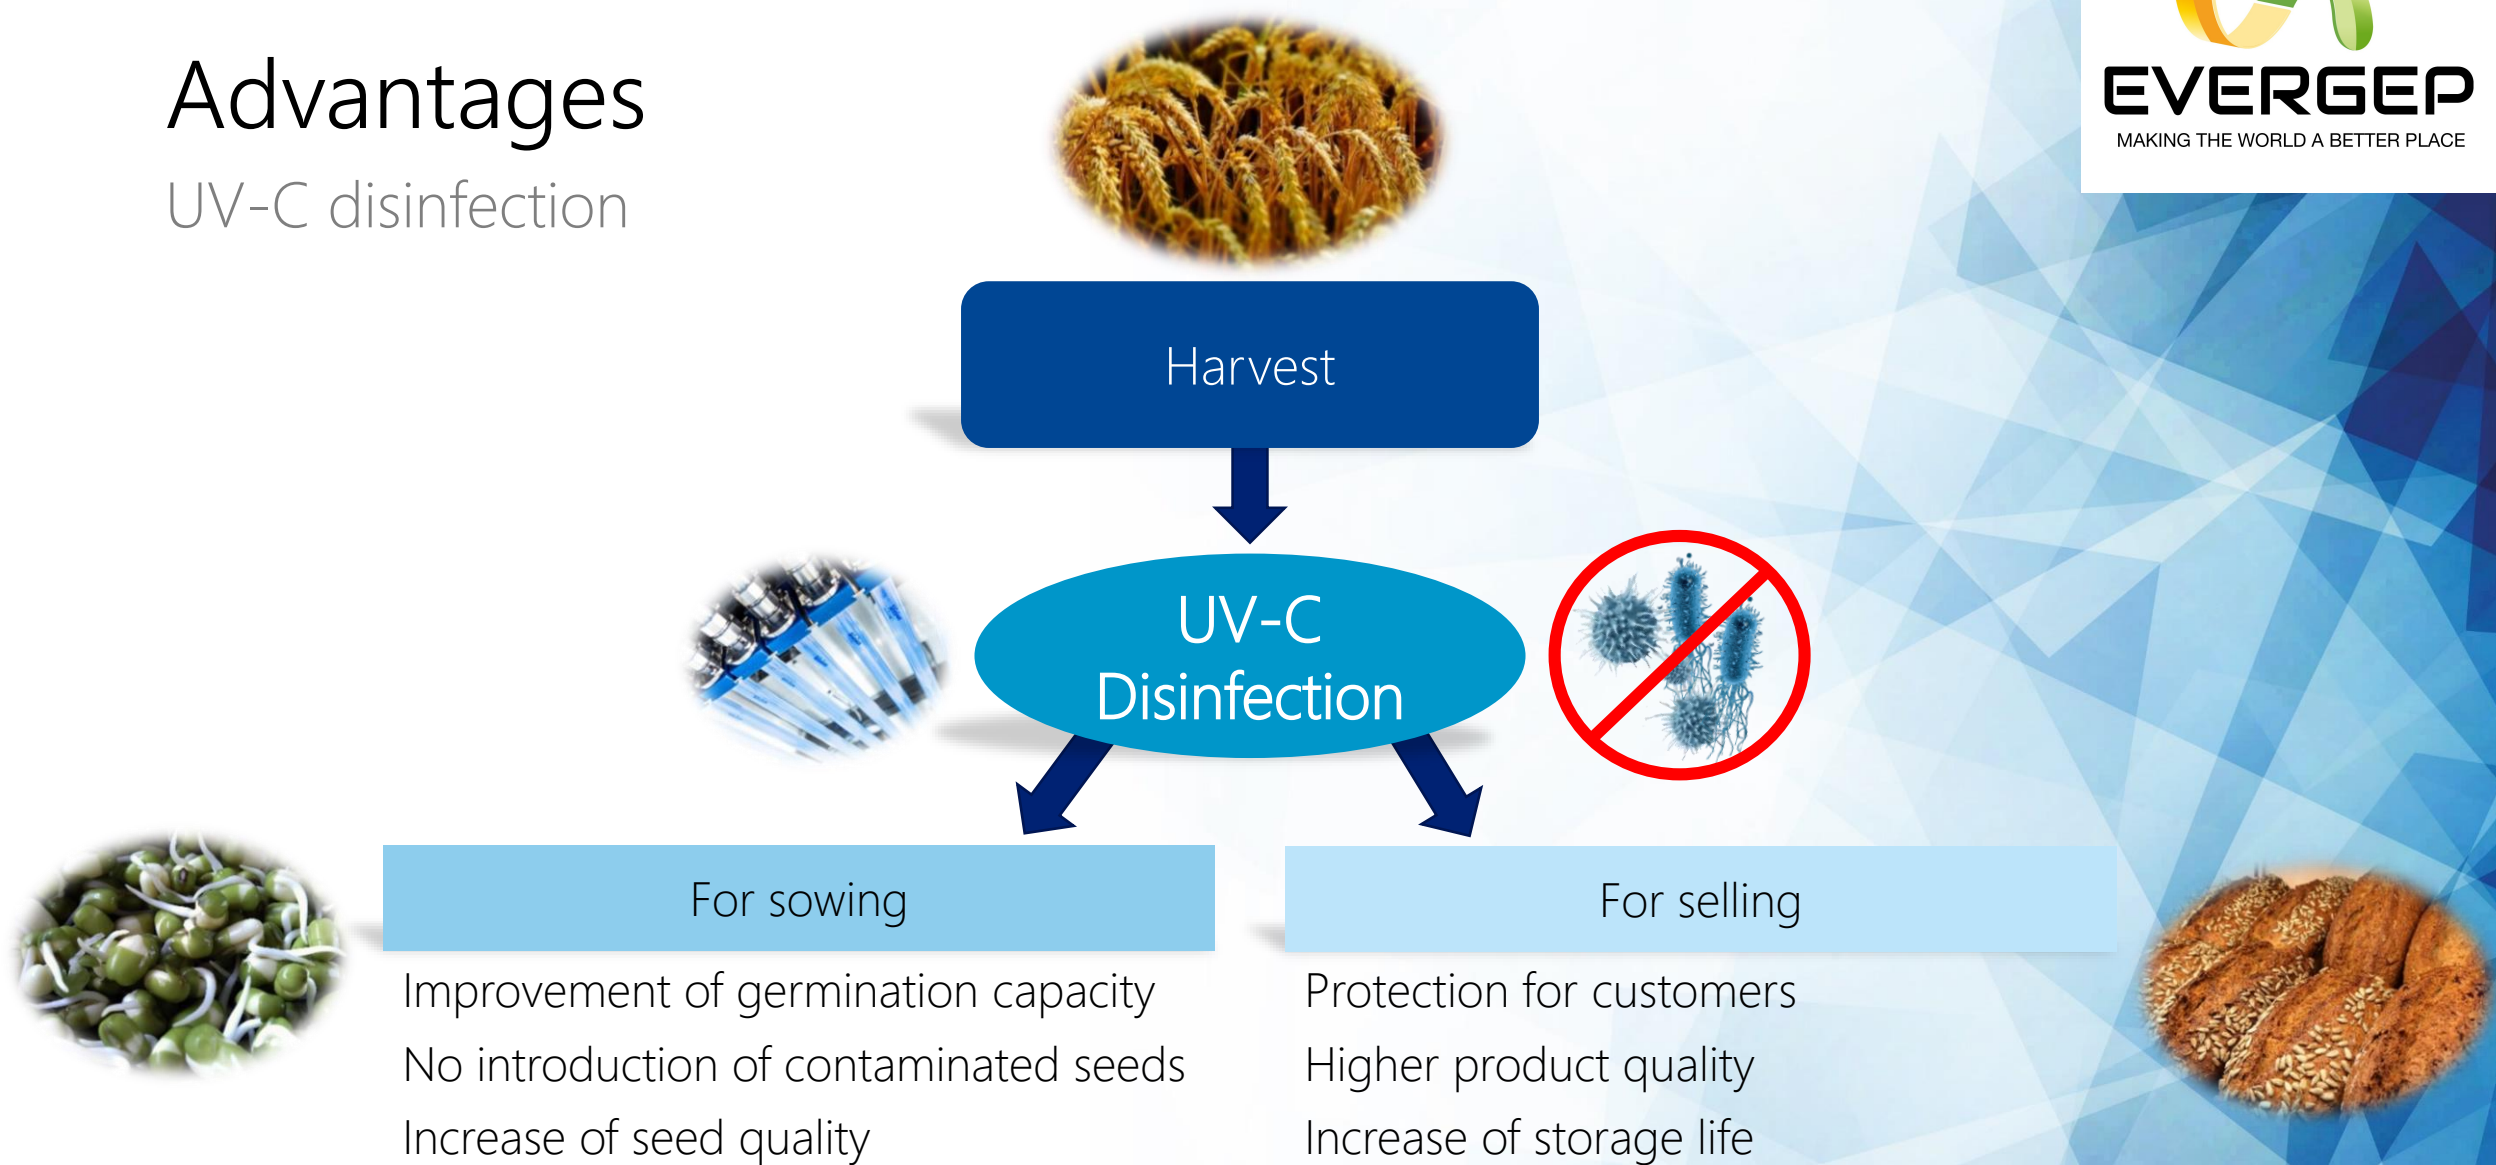 Advantages
UV-C disinfection
EVERGEP
MAKING THE WORLD A BETTER PLACE
Harvest
UV-C
Disinfection
For sowing
Improvement of germination capacity
No introduction of contaminated seeds
Increase of seed quality
For selling
Protection for customers
Higher product quality
Increase of storage life